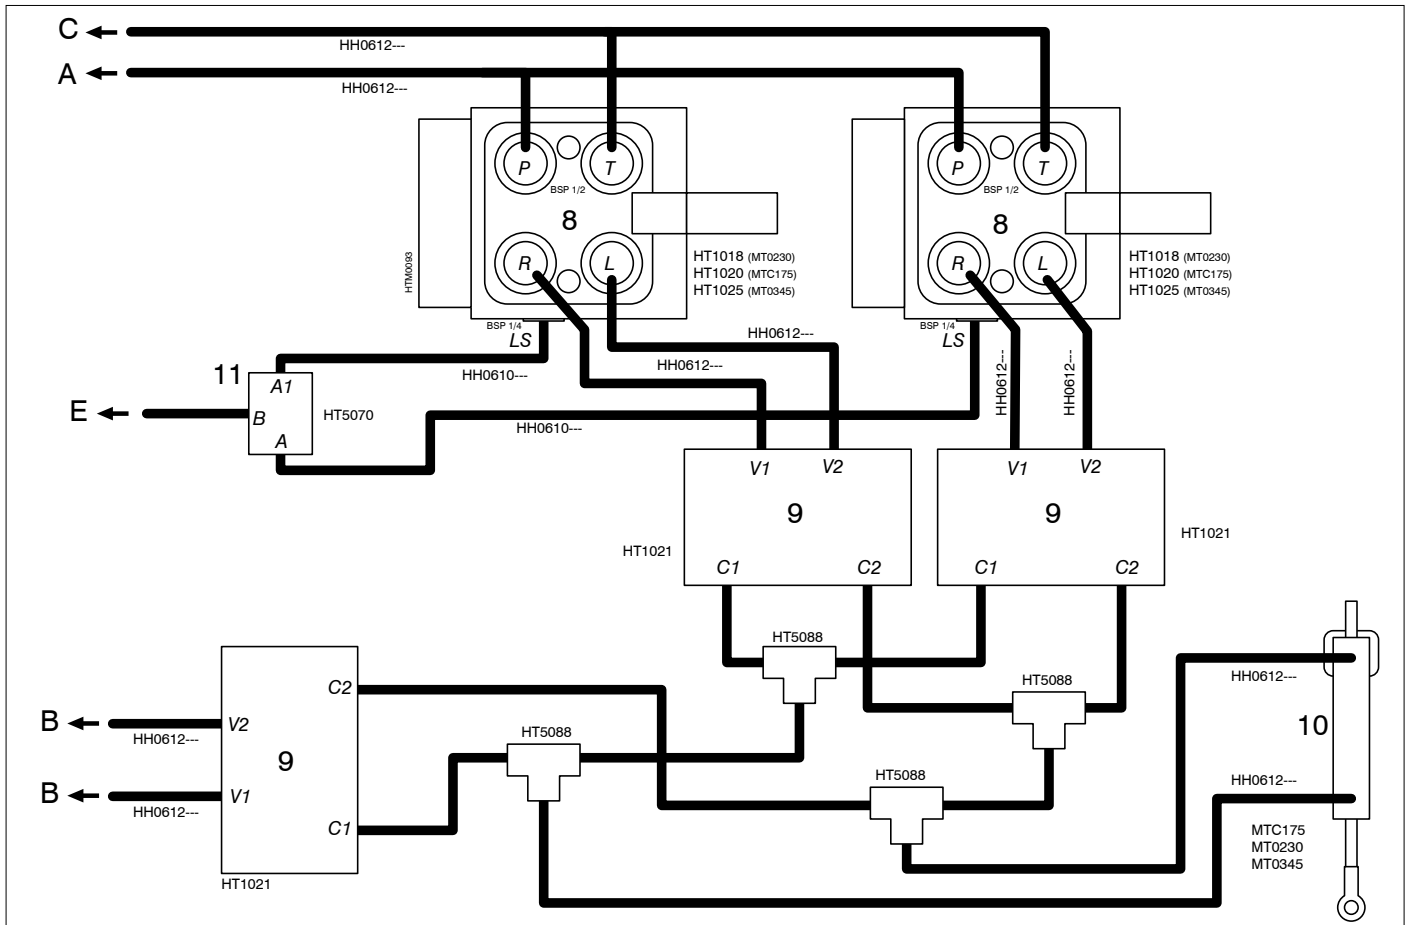 C
HH0612---
A
HH0612---
P
T
BSP 1/2
8
R
L
HTM0093
BSP 1/4
LS
HT1018 (MT0230)
HT1020 (MTC175)
HT1025 (MT0345)
P
T
BSP 1/2
8
R
L
BSP 1/4
LS
HT1018 (MT0230)
HT1020 (MTC175)
HT1025 (MT0345)
HH0612---
HH0612---
HH0612---
HH0612---
HH0610---
11
A1
B
A
HT5070
E
HH0610---
V1
V2
9
C1
C2
HT1021
V1
V2
9
C1
C2
HT1021
HT5088
HT5088
HT5088
HT5088
B
HH0612---
B
HH0612---
C2
V2
9
V1
C1
HT1021
HH0612---
10
HH0612---
MTC175
MT0230
MT0345